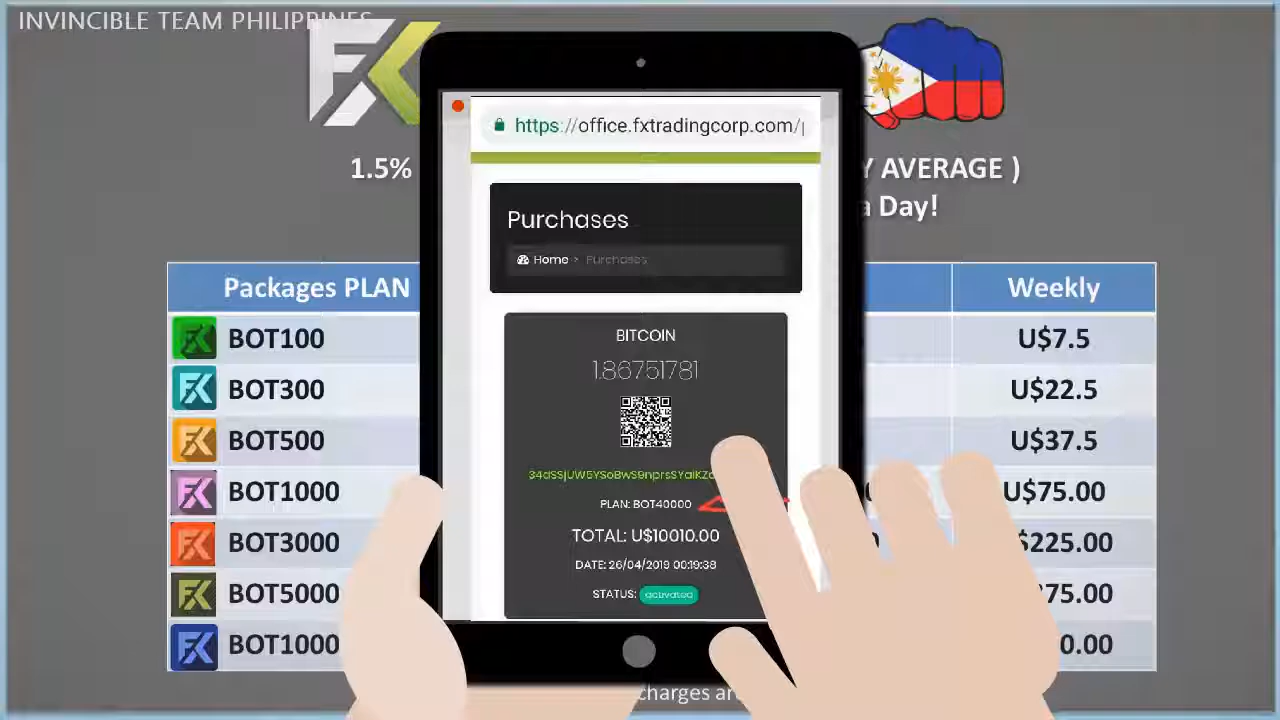 INVINCIBLE TEAM PHILIPPINES
FX
https://office.fxtradingcorp.com/
1.5%
Y AVERAGE )
a Day!
Purchases
Home > Purchases
Packages PLAN
Weekly
BITCOIN
1.86751781
BOT100
U$7.5
BOT300
U$22.5
BOT500
U$37.5
BOT1000
U$75.00
PLAN: BOT40000
TOTAL: U$10010.00
BOT3000
$225.00
DATE: 26/04/2019 00:19:38
STATUS: activated
BOT5000
75.00
BOT1000
0.00
charges